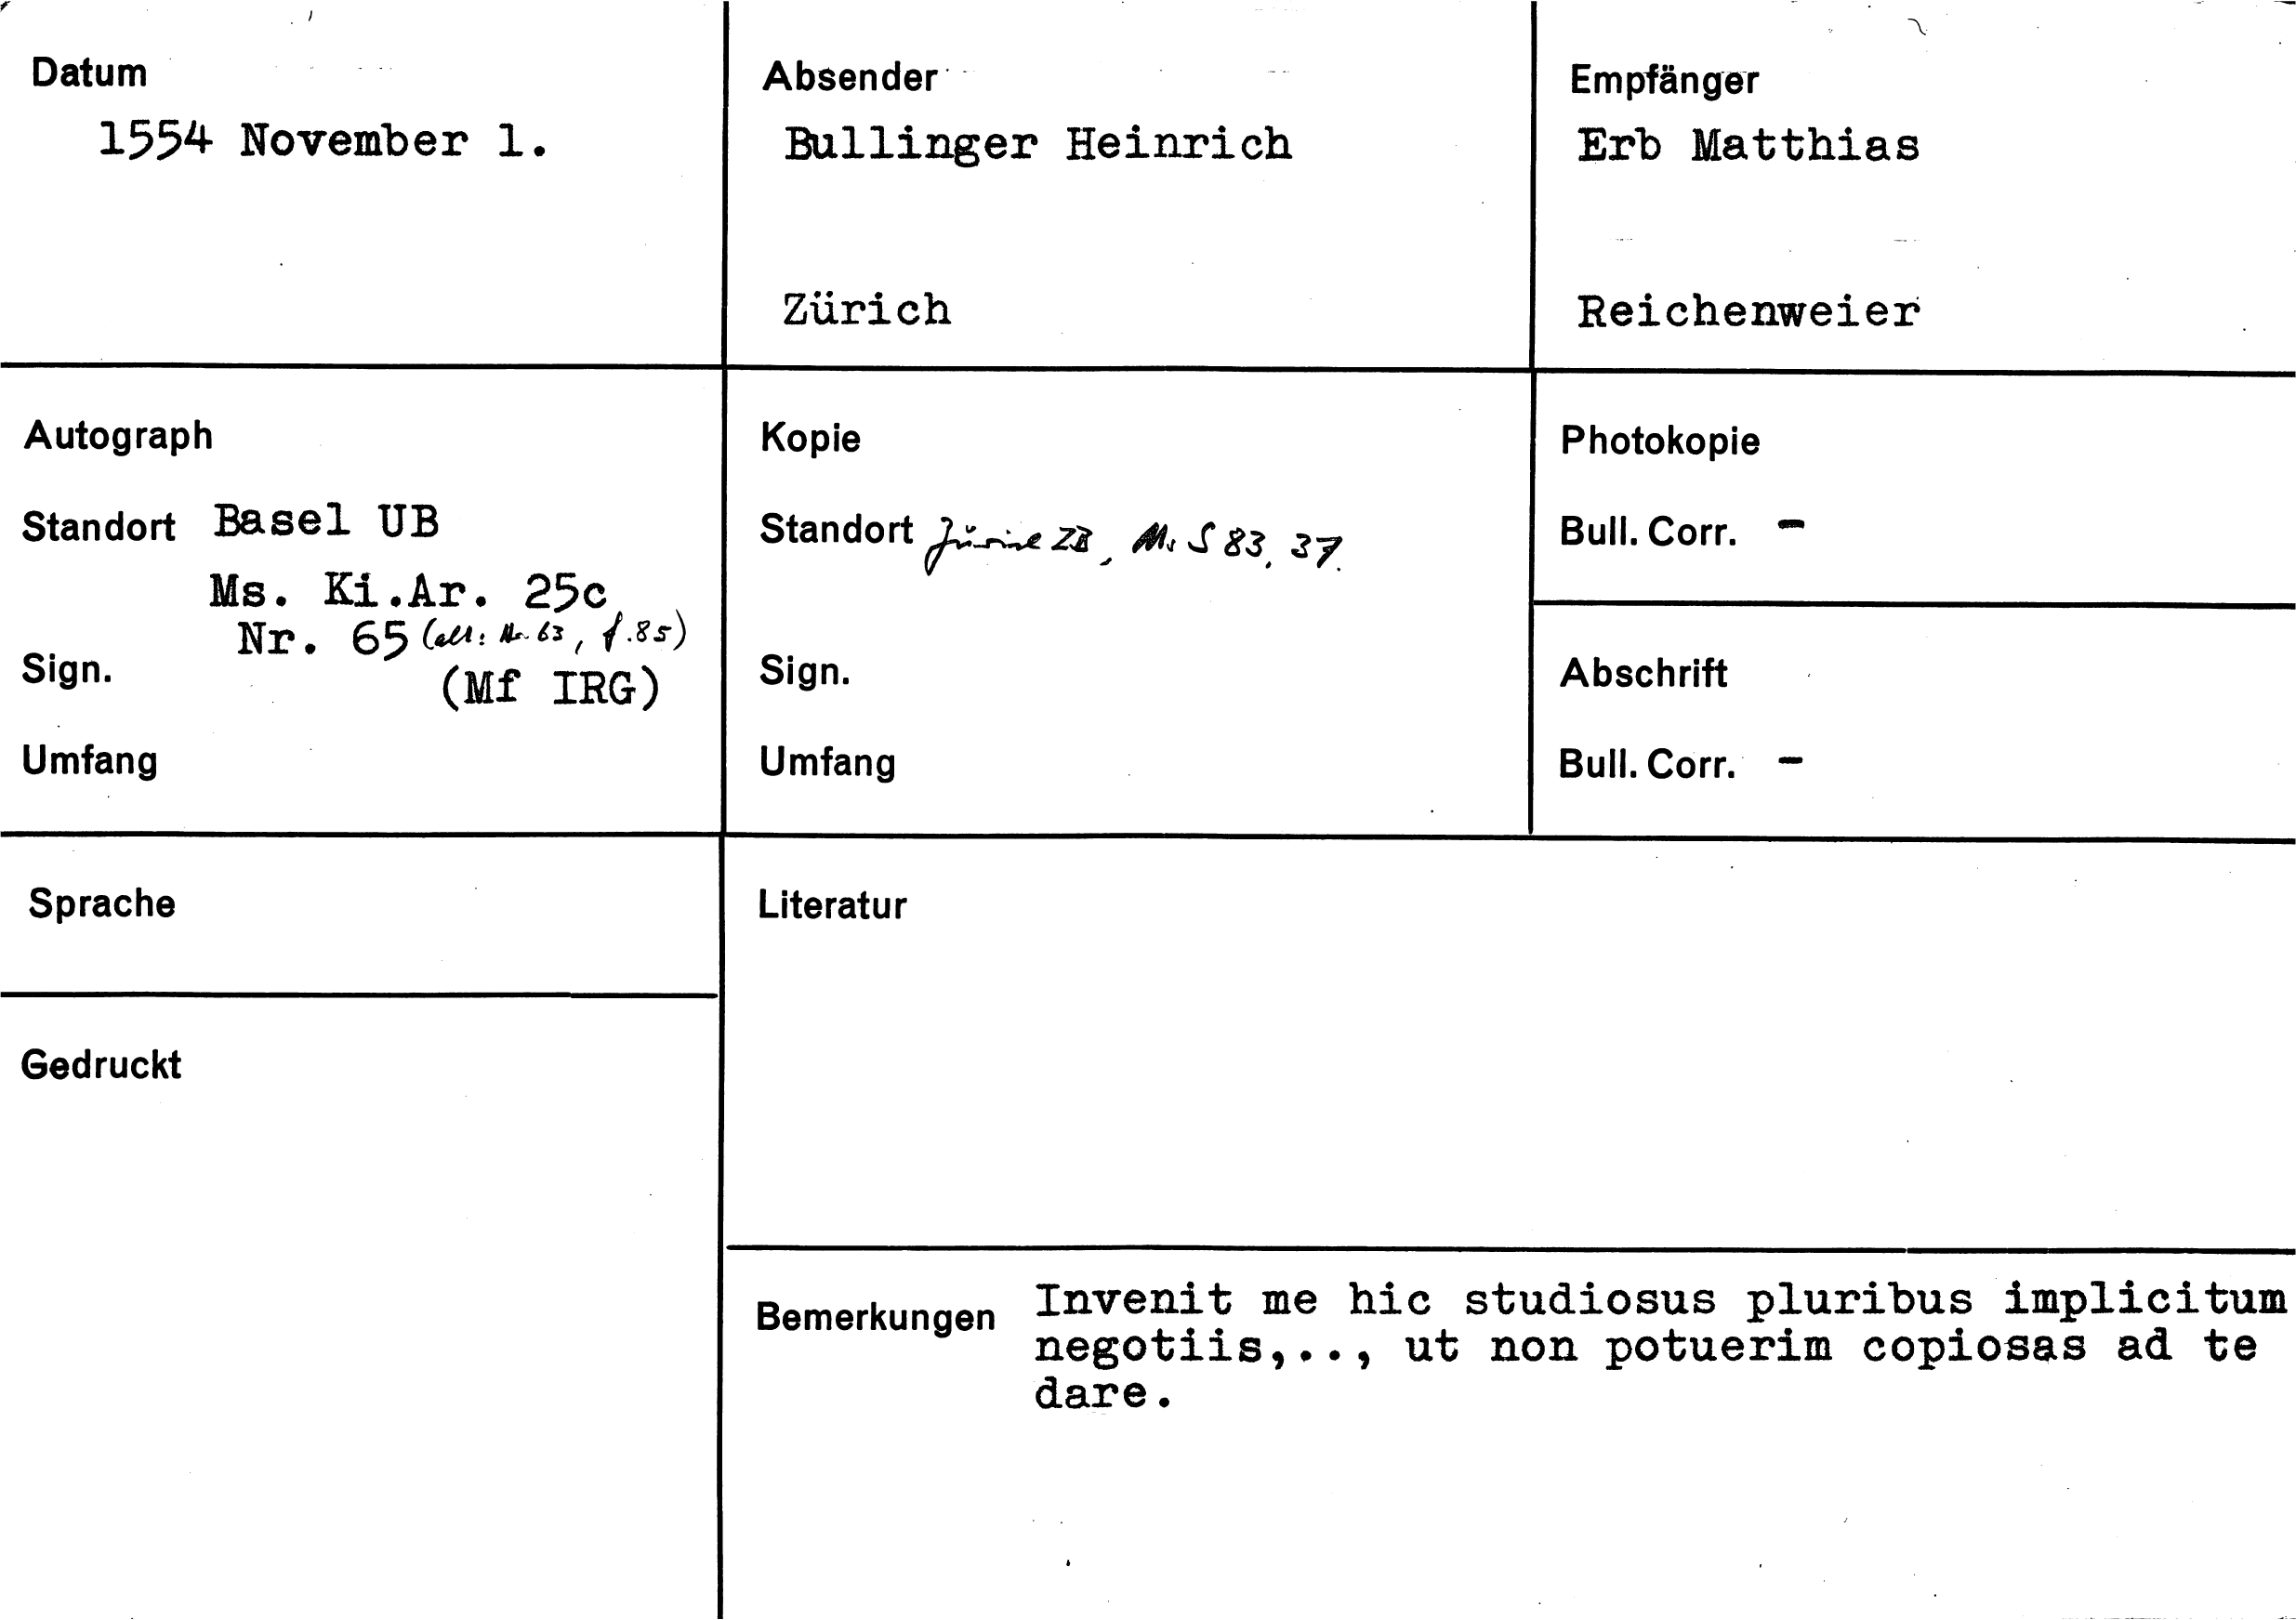 Datum
1554 November 1.
Absender
Bullinger Heinrich
Zürich
Empfänger
Erb Matthias
Reichenweier
Autograph
Standort Basel UB
Ms. Ki.Ar. 25c
Nr. 65 (alt: Nr. 63, f.85)
Sign.
(Mf IRG)
Umfang
Kopie
Standort Zürich ZB, Ms S 83, 37.
Sign.
Umfang
Photokopie
Bull. Corr. -
Abschrift
Bull. Corr. -
Sprache
Gedruckt
Literatur
Bemerkungen Invenit me hic studiosus pluribus implicitum
negotiis,.., ut non potuerim copiosas ad te
dare.